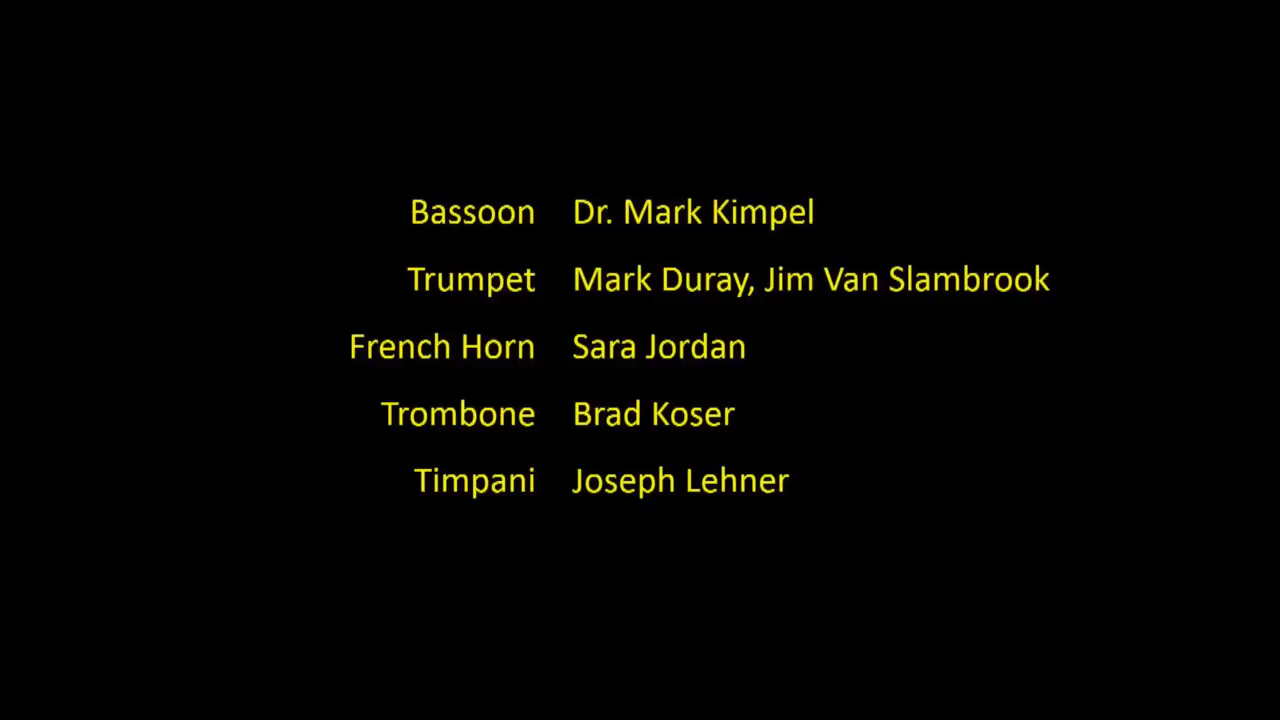 Bassoon Dr. Mark Kimpel
Trumpet Mark Duray, Jim Van Slambrook
French Horn Sara Jordan
Trombone Brad Koser
Timpani Joseph Lehner